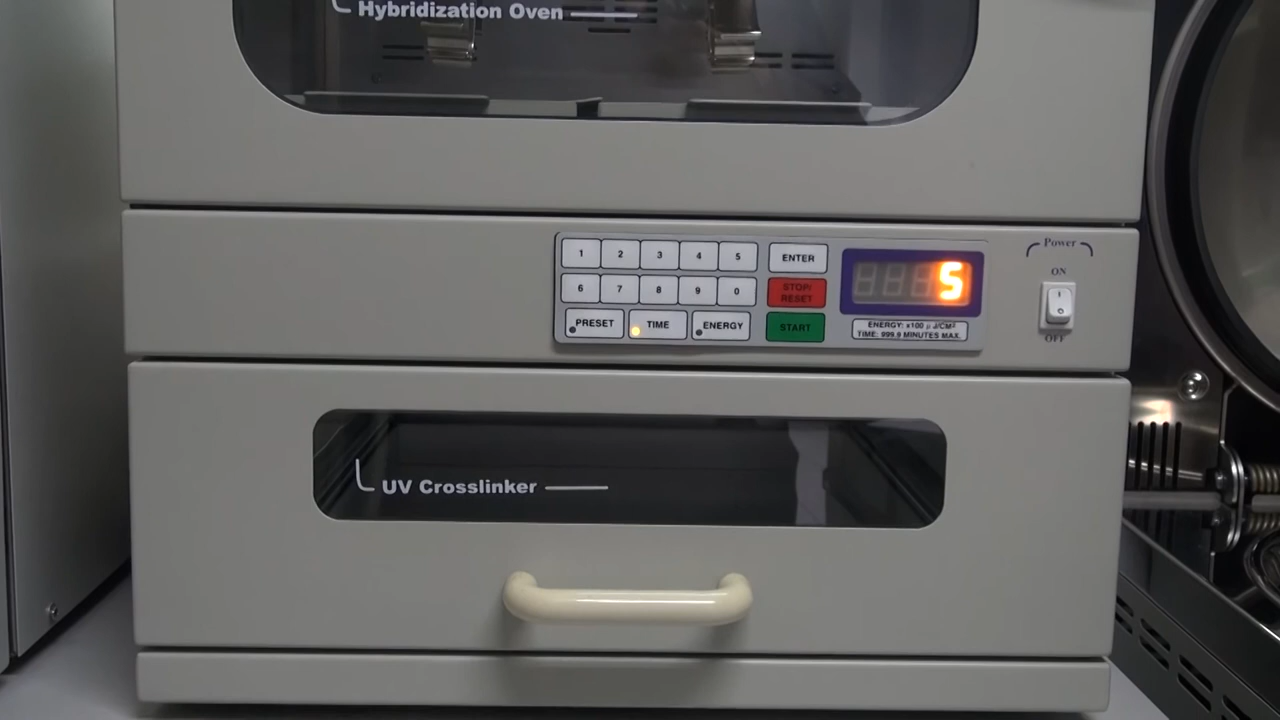 Hybridization Oven
1 2 3 4 5 ENTER
6 7 8 9 0 STOP/
RESET
PRESET TIME ENERGY START
5
ENERGY: x100 µ J/CM²
TIME: 999.9 MINUTES MAX.
Power
ON
OFF
UV Crosslinker